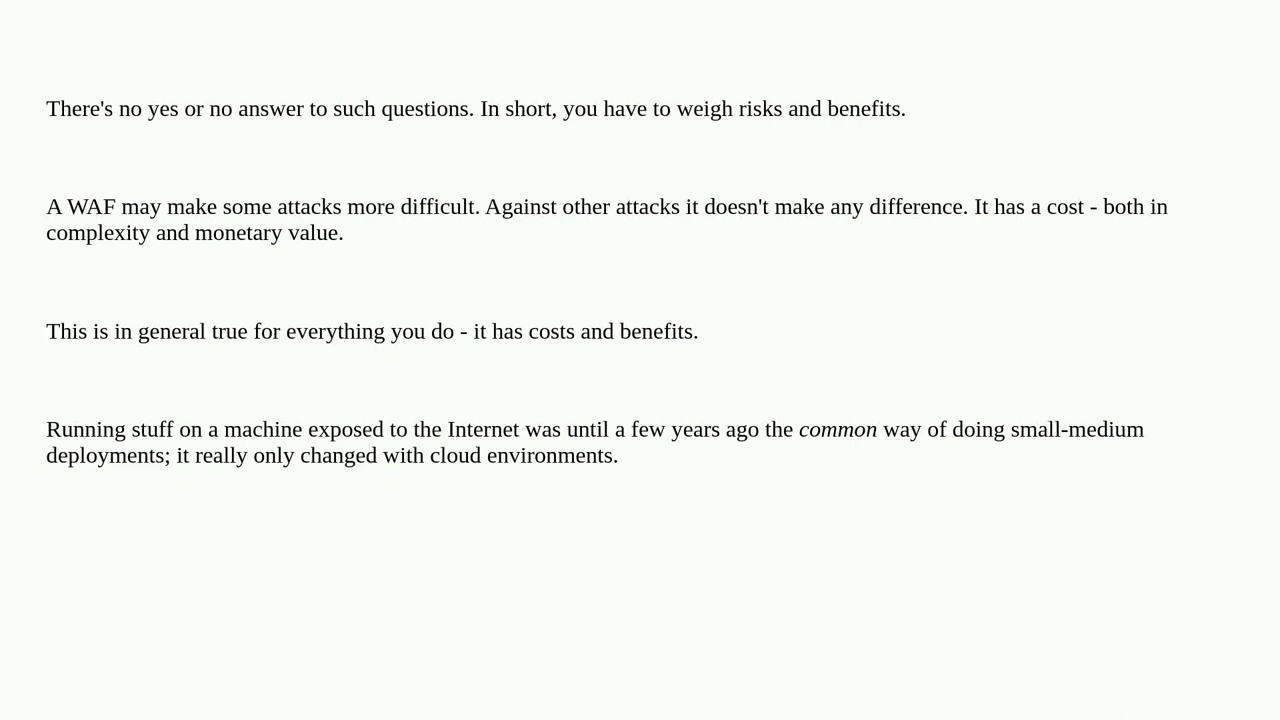 There's no yes or no answer to such questions. In short, you have to weigh risks and benefits.
A WAF may make some attacks more difficult. Against other attacks it doesn't make any difference. It has a cost - both in
complexity and monetary value.
This is in general true for everything you do - it has costs and benefits.
Running stuff on a machine exposed to the Internet was until a few years ago the common way of doing small-medium
deployments; it really only changed with cloud environments.